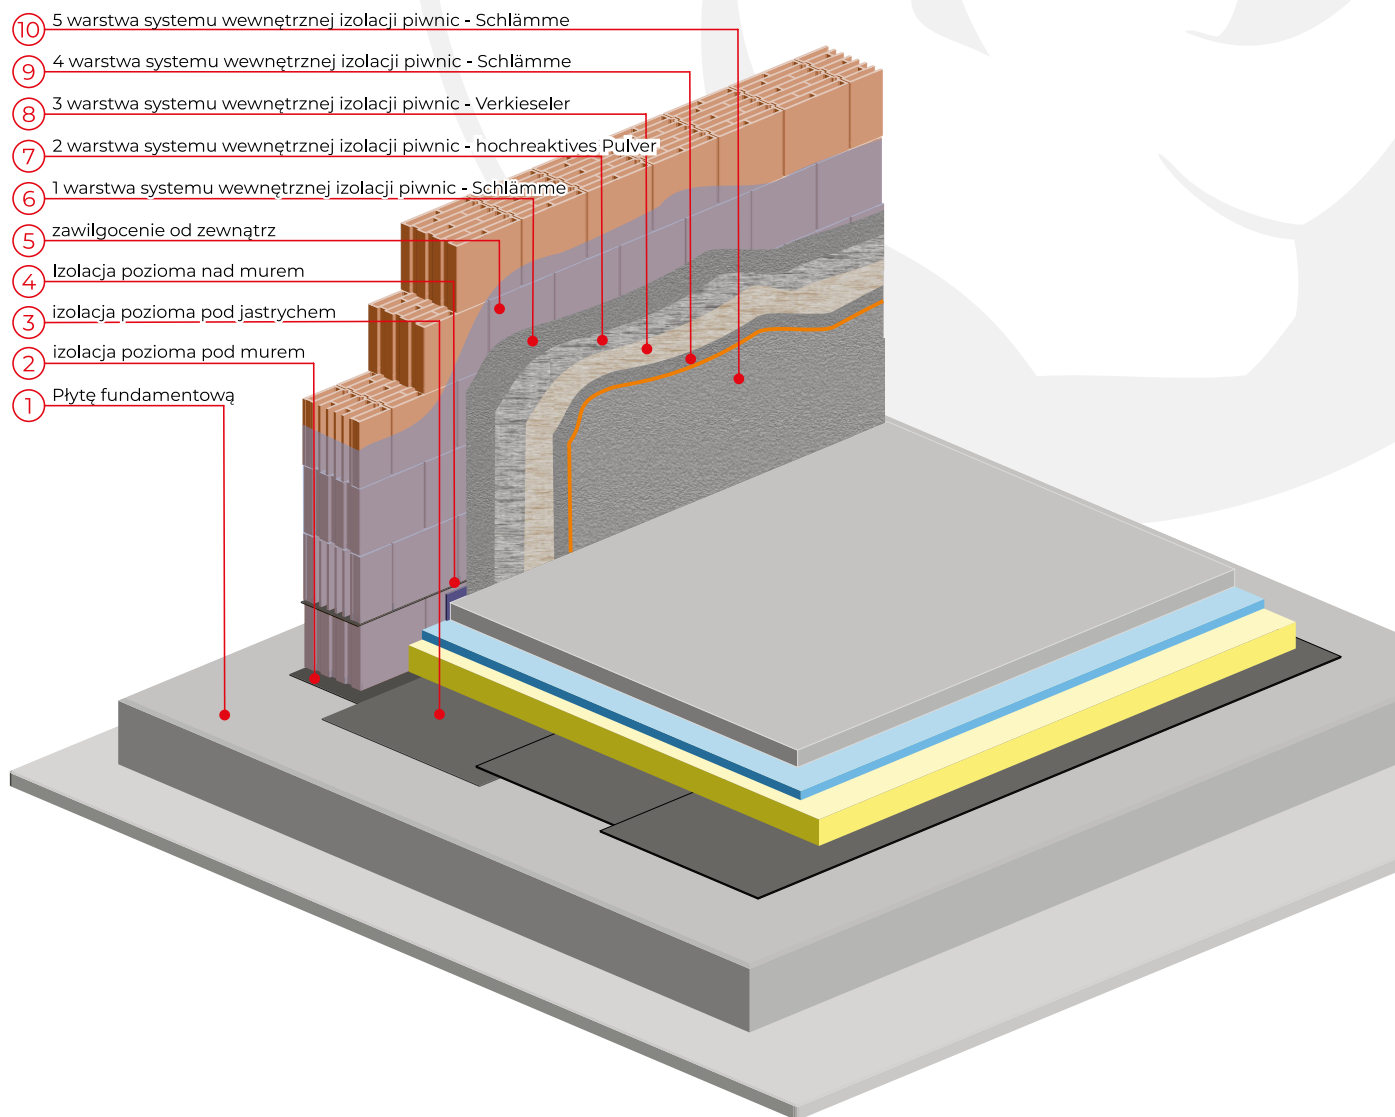 10 5 warstwa systemu wewnętrznej izolacji piwnic - Schlämme
9 4 warstwa systemu wewnętrznej izolacji piwnic - Schlämme
8 3 warstwa systemu wewnętrznej izolacji piwnic - Verkieseler
7 2 warstwa systemu wewnętrznej izolacji piwnic - hochreaktives Pulver
6 1 warstwa systemu wewnętrznej izolacji piwnic - Schlämme
5 zawilgocenie od zewnątrz
4 Izolacja pozioma nad murem
3 izolacja pozioma pod jastrychem
2 izolacja pozioma pod murem
1 Płytę fundamentową